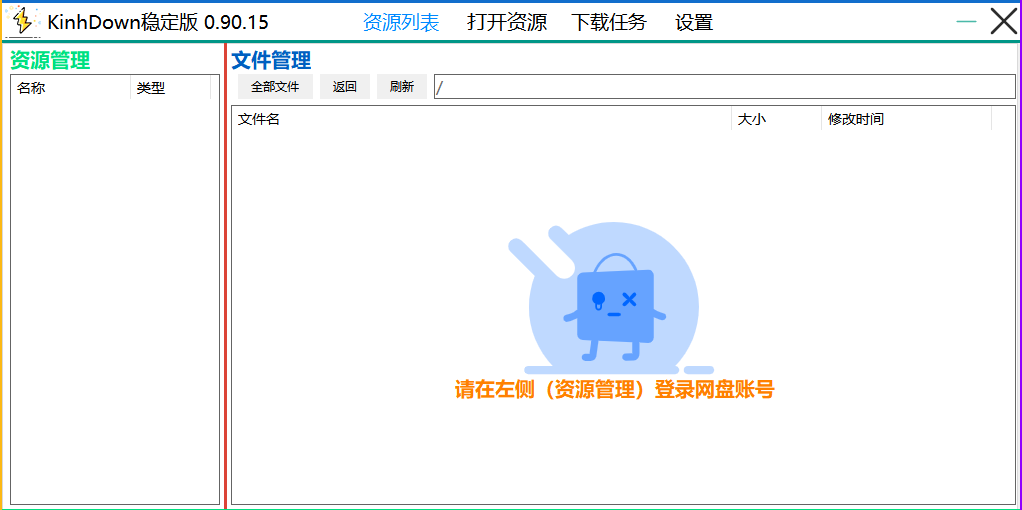 KinhDown稳定版 0.90.15 资源列表 打开资源 下载任务 设置
资源管理
名称 类型
文件管理
全部文件 返回 刷新 /
文件名 大小 修改时间
请在左侧（资源管理）登录网盘账号